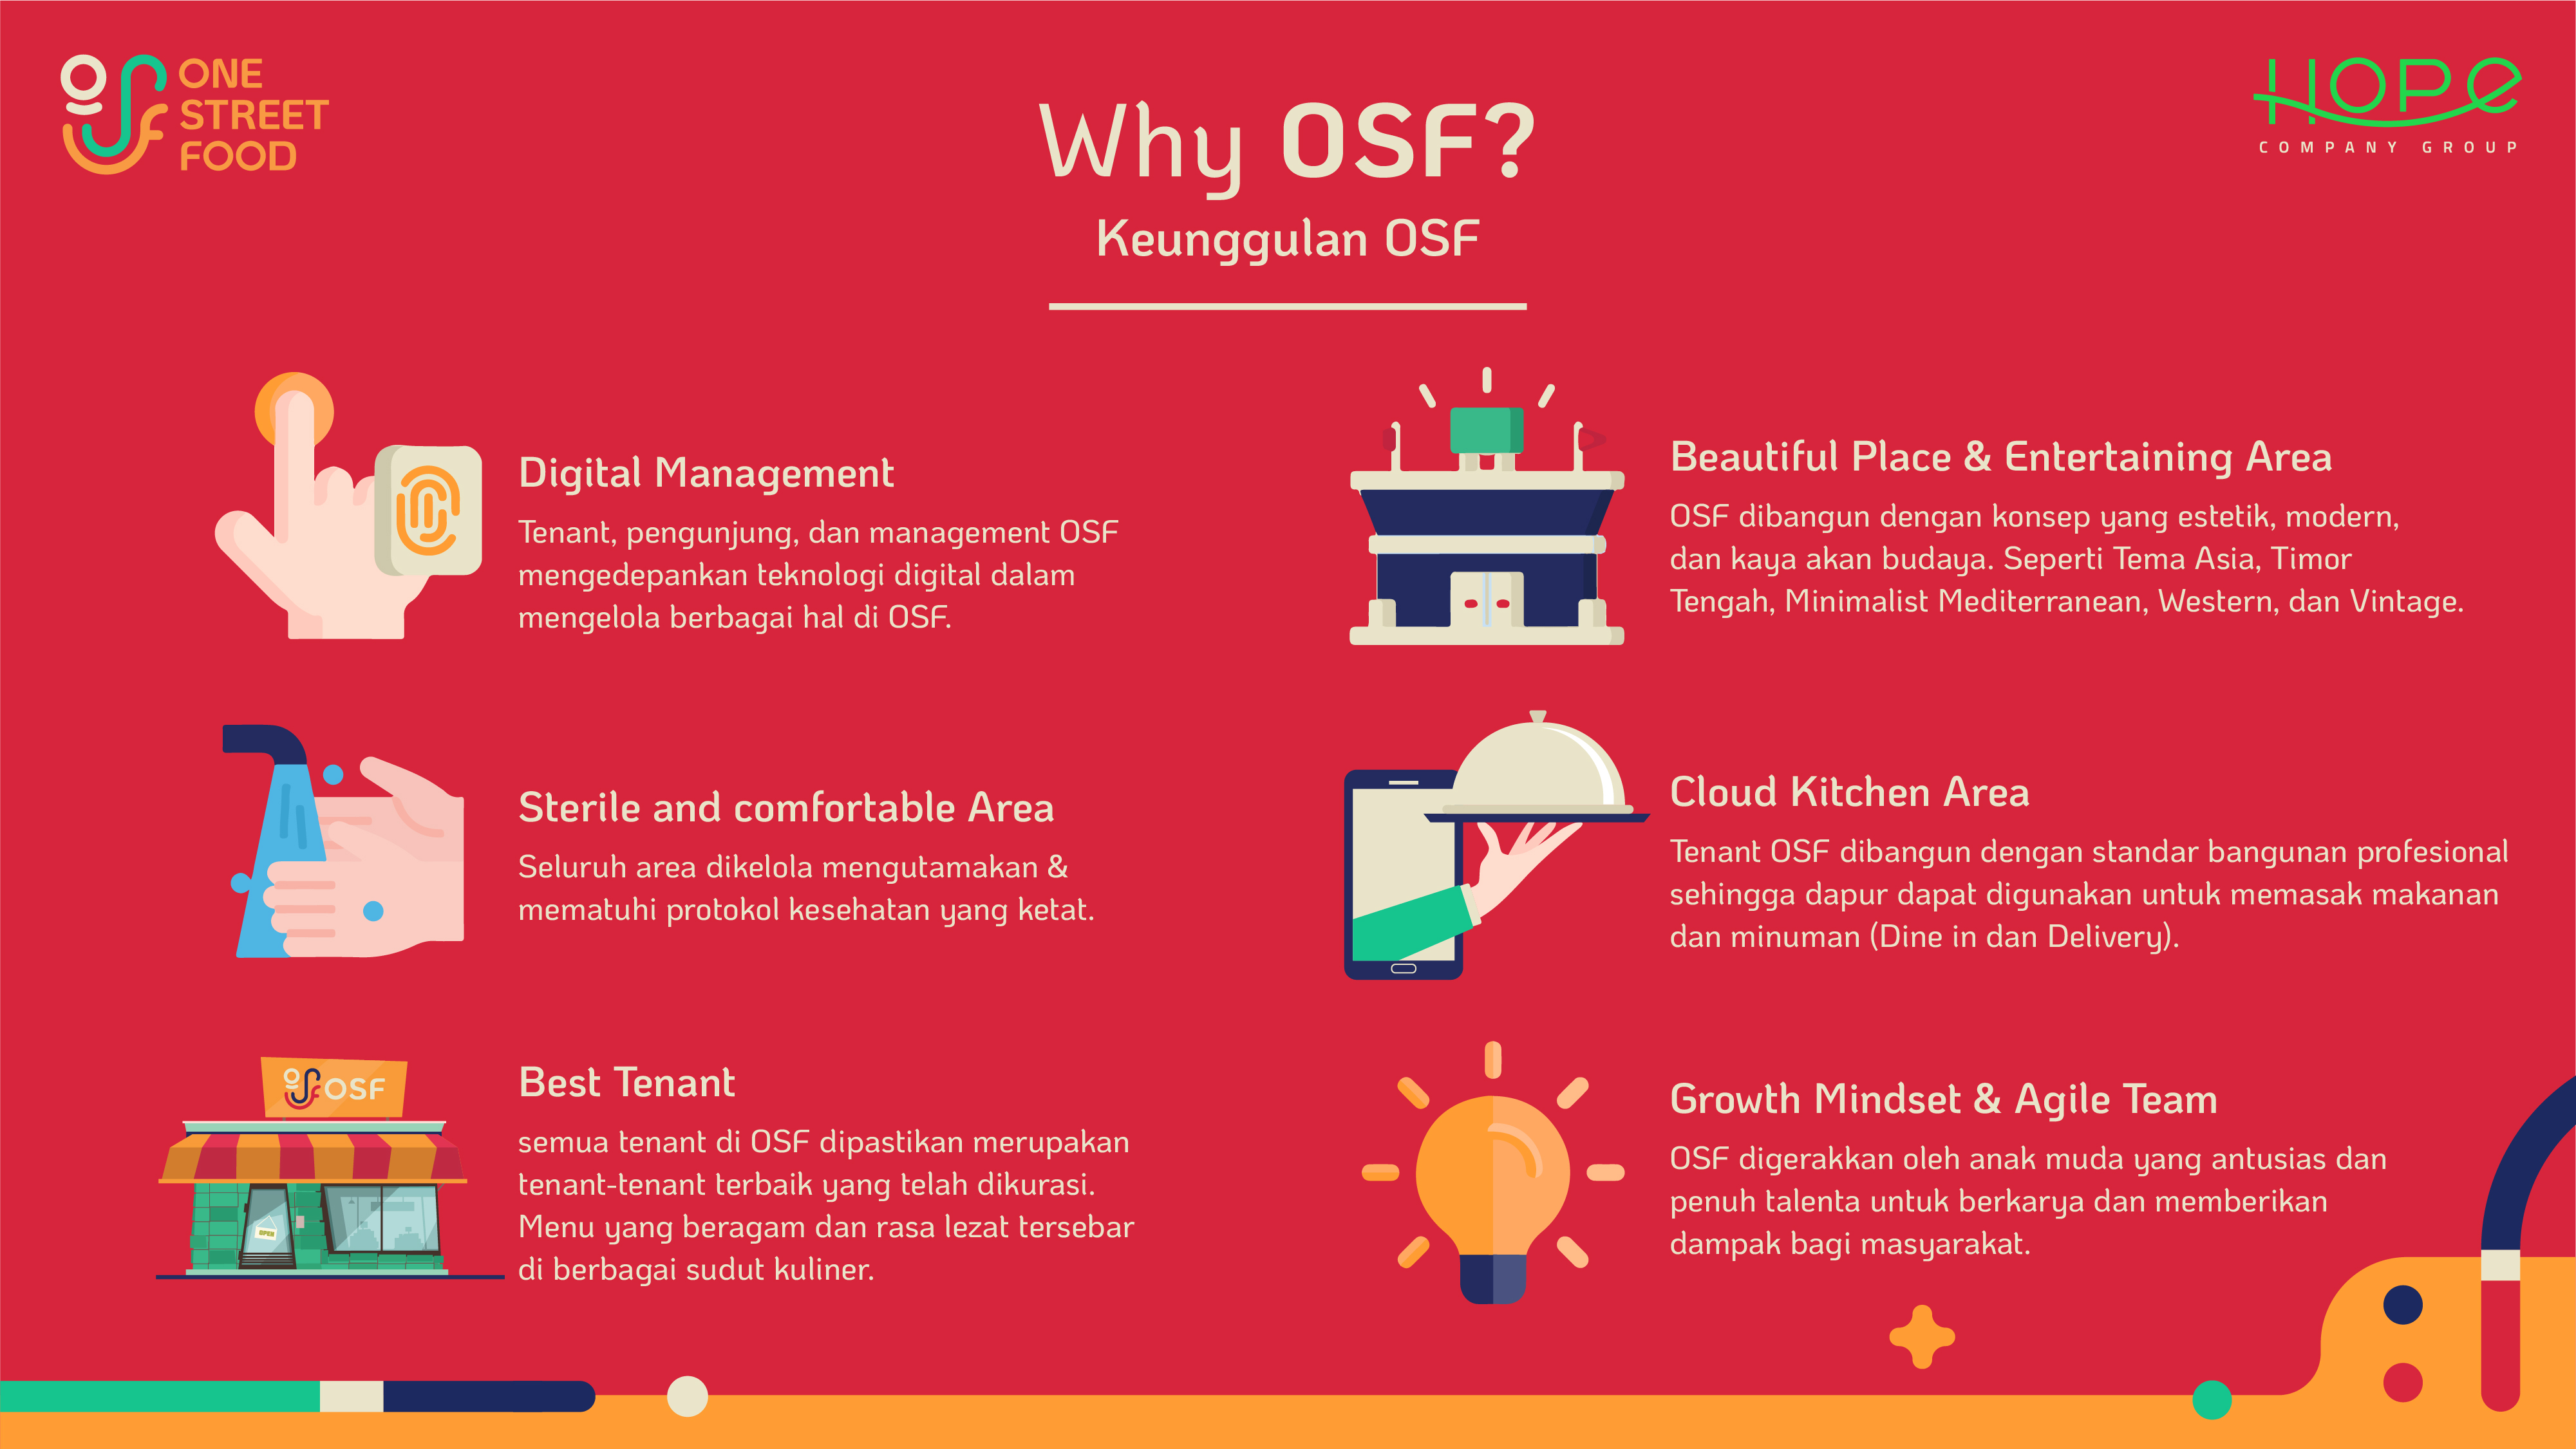 ONE
STREET
FOOD
HOPE
COMPANY GROUP
Why OSF?
Keunggulan OSF
Digital Management
Tenant, pengunjung, dan management OSF
mengedepankan teknologi digital dalam
mengelola berbagai hal di OSF.
Sterile and comfortable Area
Seluruh area dikelola mengutamakan &
mematuhi protokol kesehatan yang ketat.
OSF
OPEN
Best Tenant
semua tenant di OSF dipastikan merupakan
tenant-tenant terbaik yang telah dikurasi.
Menu yang beragam dan rasa lezat tersebar
di berbagai sudut kuliner.
Beautiful Place & Entertaining Area
OSF dibangun dengan konsep yang estetik, modern,
dan kaya akan budaya. Seperti Tema Asia, Timor
Tengah, Minimalist Mediterranean, Western, dan Vintage.
Cloud Kitchen Area
Tenant OSF dibangun dengan standar bangunan profesional
sehingga dapur dapat digunakan untuk memasak makanan
dan minuman (Dine in dan Delivery).
Growth Mindset & Agile Team
OSF digerakkan oleh anak muda yang antusias dan
penuh talenta untuk berkarya dan memberikan
dampak bagi masyarakat.